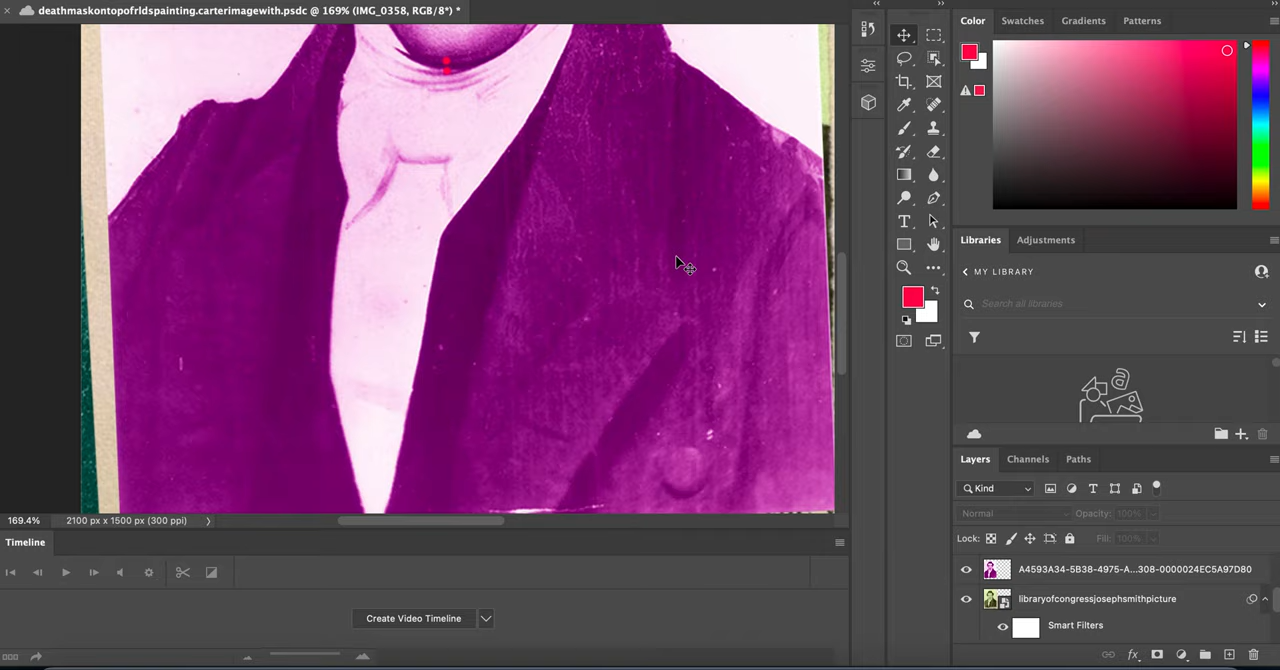 deathmaskontopofrldspainting.carterimagewith.psdc @ 169% (IMG_0358, RGB/8*) *
Color
Swatches
Gradients
Patterns
Libraries
Adjustments
MY LIBRARY
Search all libraries
Layers
Channels
Paths
Kind
Normal
Opacity: 100%
Lock:
Fill: 100%
A4593A34-5B38-4975-A...308-0000024EC5A97D80
libraryofcongressjosephsmithpicture
Smart Filters
169.4%
2100 px x 1500 px (300 ppi)
Timeline
Create Video Timeline